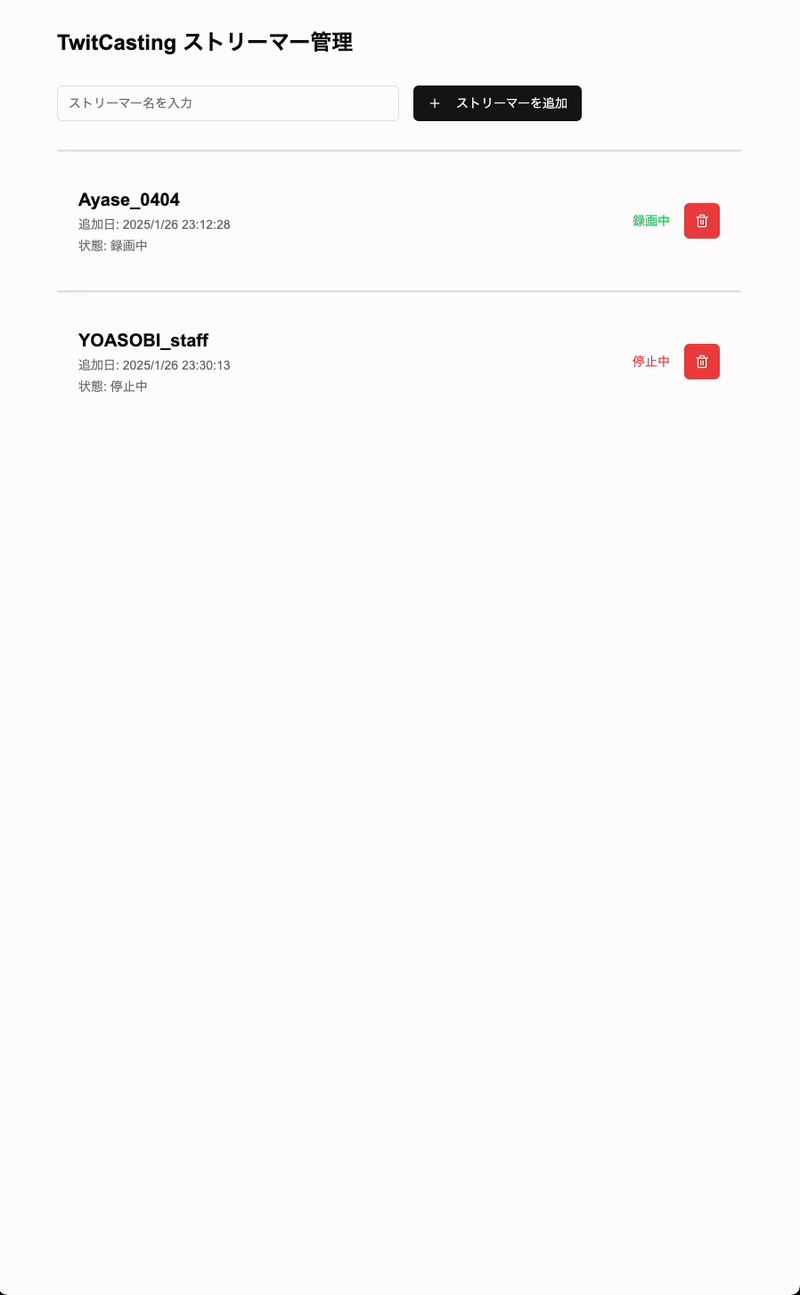 TwitCasting ストリーマー管理
ストリーマー名を入力
＋ ストリーマーを追加
Ayase_0404
追加日: 2025/1/26 23:12:28
状態: 録画中
録画中
YOASOBI_staff
追加日: 2025/1/26 23:30:13
状態: 停止中
停止中